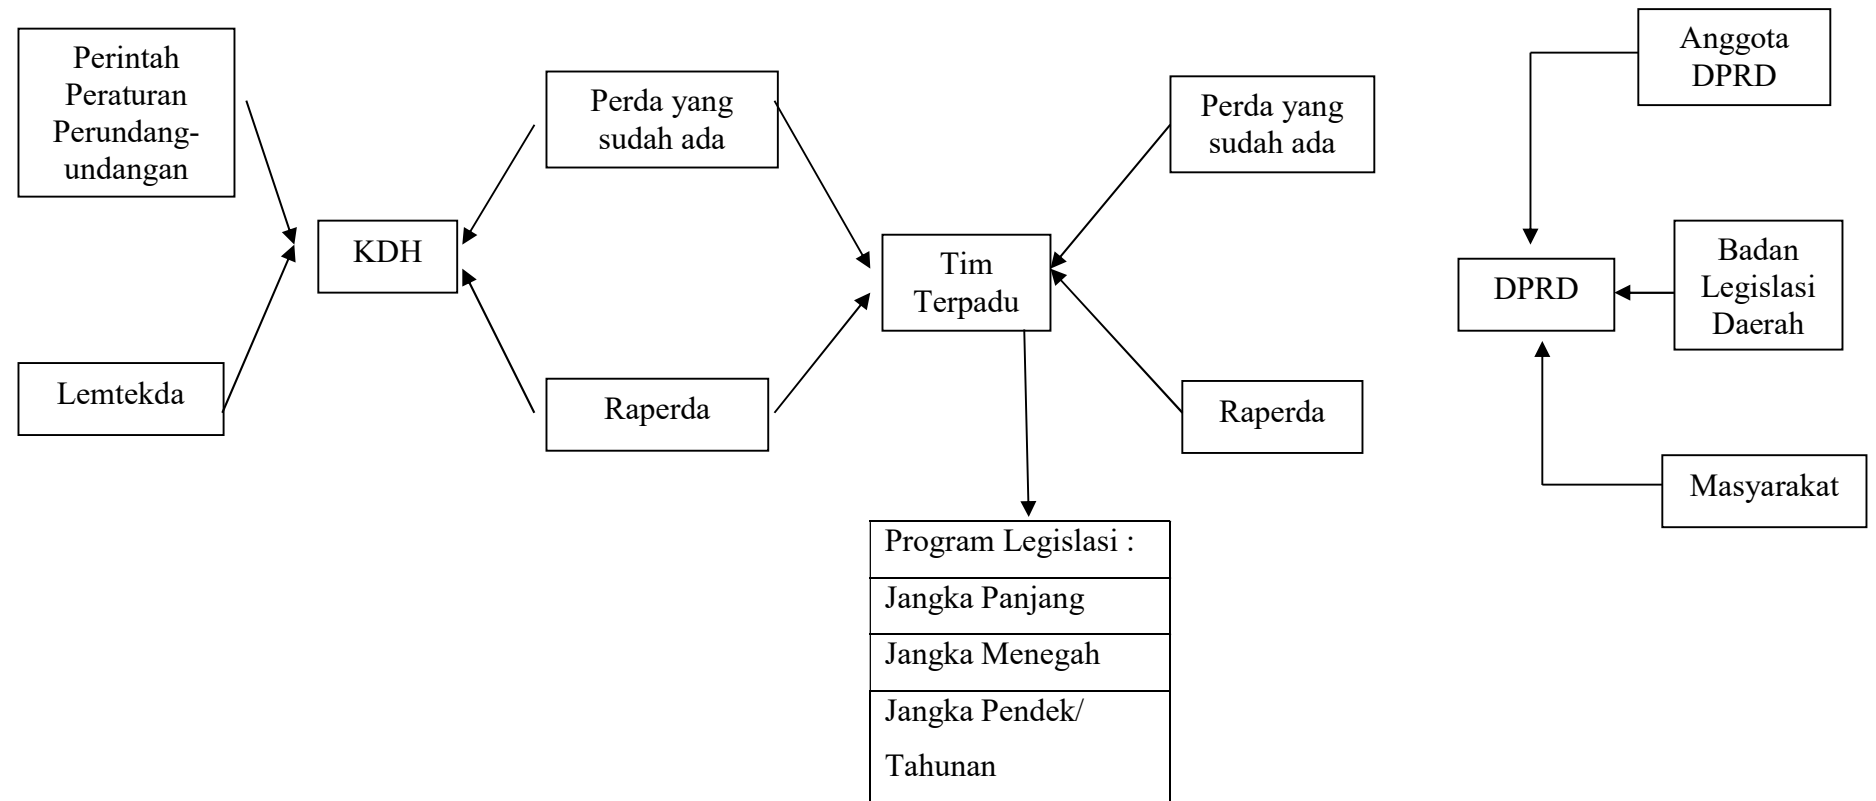 Perintah
Peraturan
Perundang-
undangan
Lemtekda
KDH
Perda yang
sudah ada
Raperda
Tim
Terpadu
Program Legislasi :
Jangka Panjang
Jangka Menegah
Jangka Pendek/
Tahunan
Perda yang
sudah ada
Raperda
Anggota
DPRD
DPRD
Badan
Legislasi
Daerah
Masyarakat